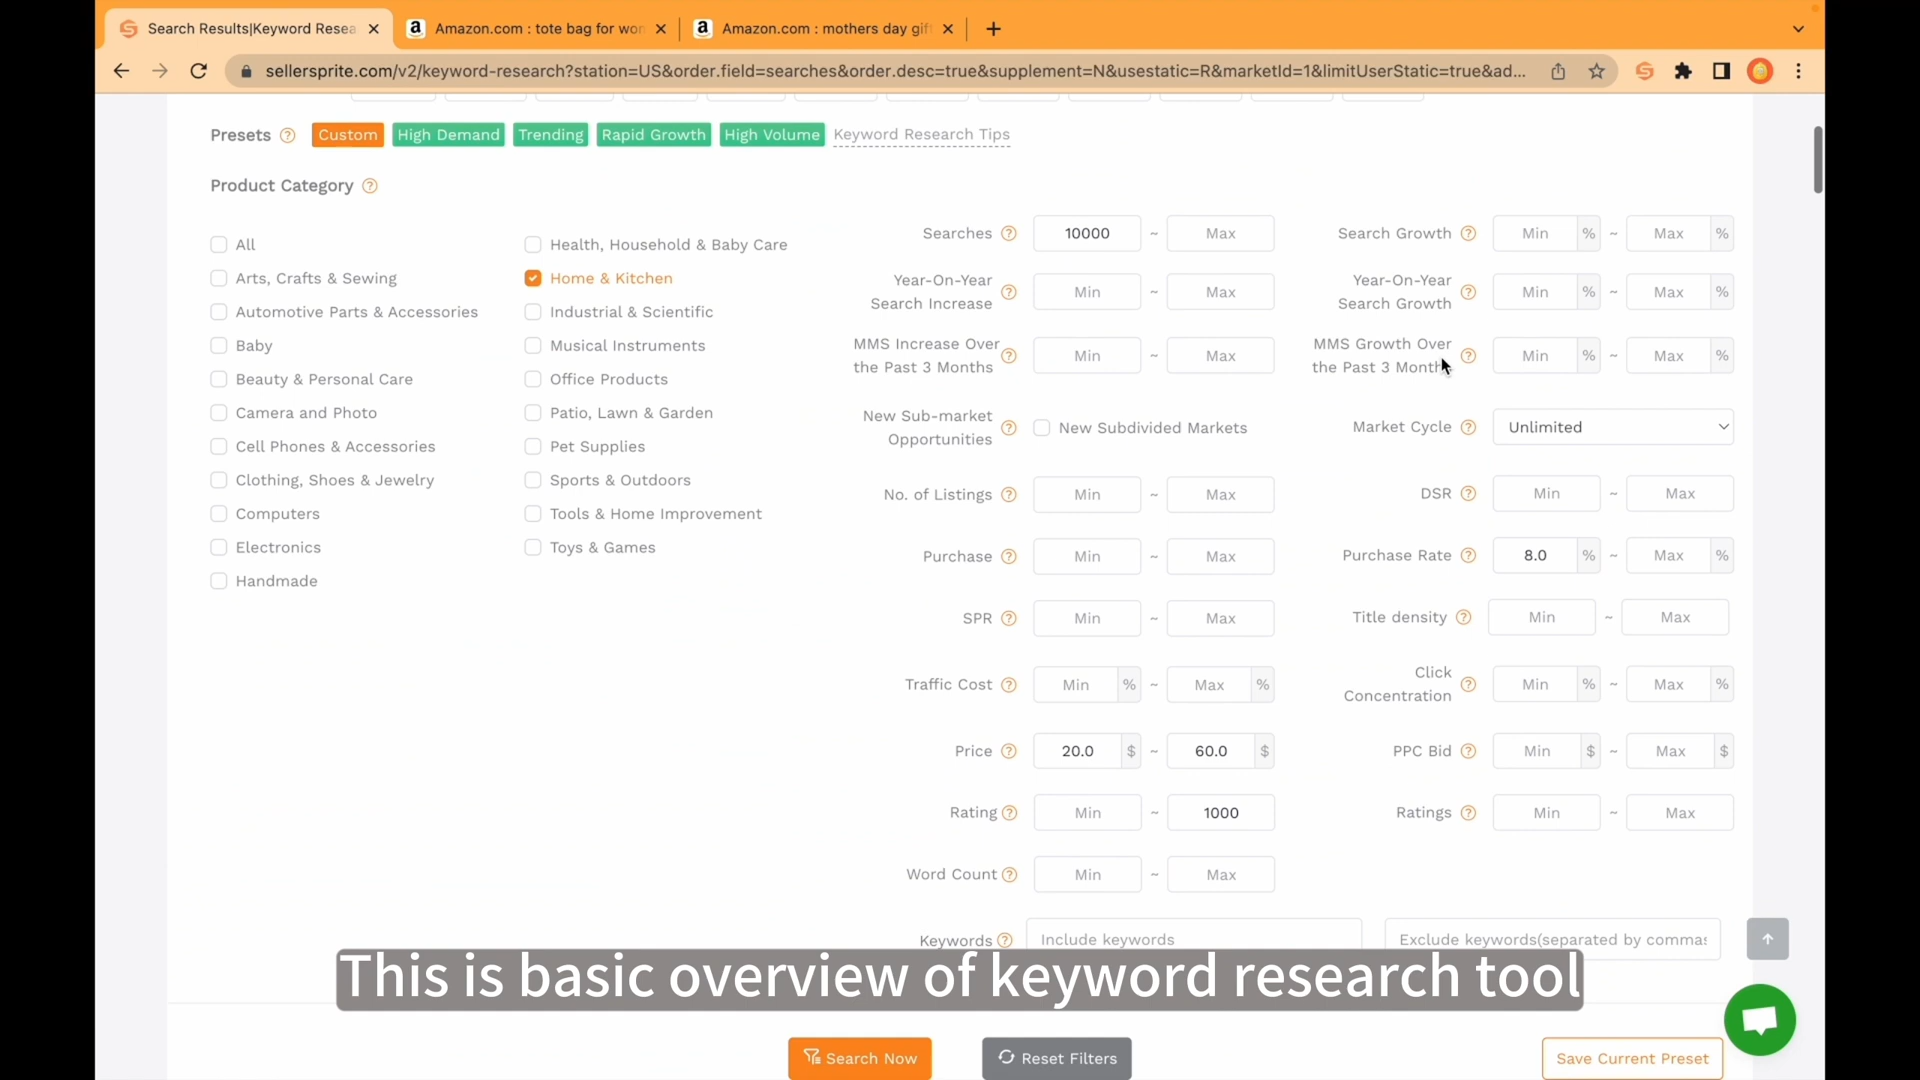 Search Results|Keyword Resea
Amazon.com : tote bag for wor
Amazon.com : mothers day gif
sellersprite.com/v2/keyword-research?station=US&order.field=searches&order.desc=true&supplement=N&usestatic=R&marketId=1&limitUserStatic=true&ad...
Presets ? Custom High Demand Trending Rapid Growth High Volume Keyword Research Tips
Product Category ?
All
Arts, Crafts & Sewing
Automotive Parts & Accessories
Baby
Beauty & Personal Care
Camera and Photo
Cell Phones & Accessories
Clothing, Shoes & Jewelry
Computers
Electronics
Handmade
Health, Household & Baby Care
Home & Kitchen
Industrial & Scientific
Musical Instruments
Office Products
Patio, Lawn & Garden
Pet Supplies
Sports & Outdoors
Tools & Home Improvement
Toys & Games
Searches ? 10000 ~ Max
Search Growth ? Min % ~ Max %
Year-On-Year
Search Increase ? Min ~ Max
Year-On-Year
Search Growth ? Min % ~ Max %
MMS Increase Over
the Past 3 Months ? Min ~ Max
MMS Growth Over
the Past 3 Months ? Min % ~ Max %
New Sub-market
Opportunities ? New Subdivided Markets
Market Cycle ? Unlimited
No. of Listings ? Min ~ Max
DSR ? Min ~ Max
Purchase ? Min ~ Max
Purchase Rate ? 8.0 % ~ Max %
SPR ? Min ~ Max
Title density ? Min ~ Max
Traffic Cost ? Min % ~ Max %
Click
Concentration ? Min % ~ Max %
Price ? 20.0 $ ~ 60.0 $
PPC Bid ? Min $ ~ Max $
Rating ? Min ~ 1000
Ratings ? Min ~ Max
Word Count ? Min ~ Max
Keywords ? Include keywords Exclude keywords(separated by commas
This is basic overview of keyword research tool
Search Now
Reset Filters
Save Current Preset